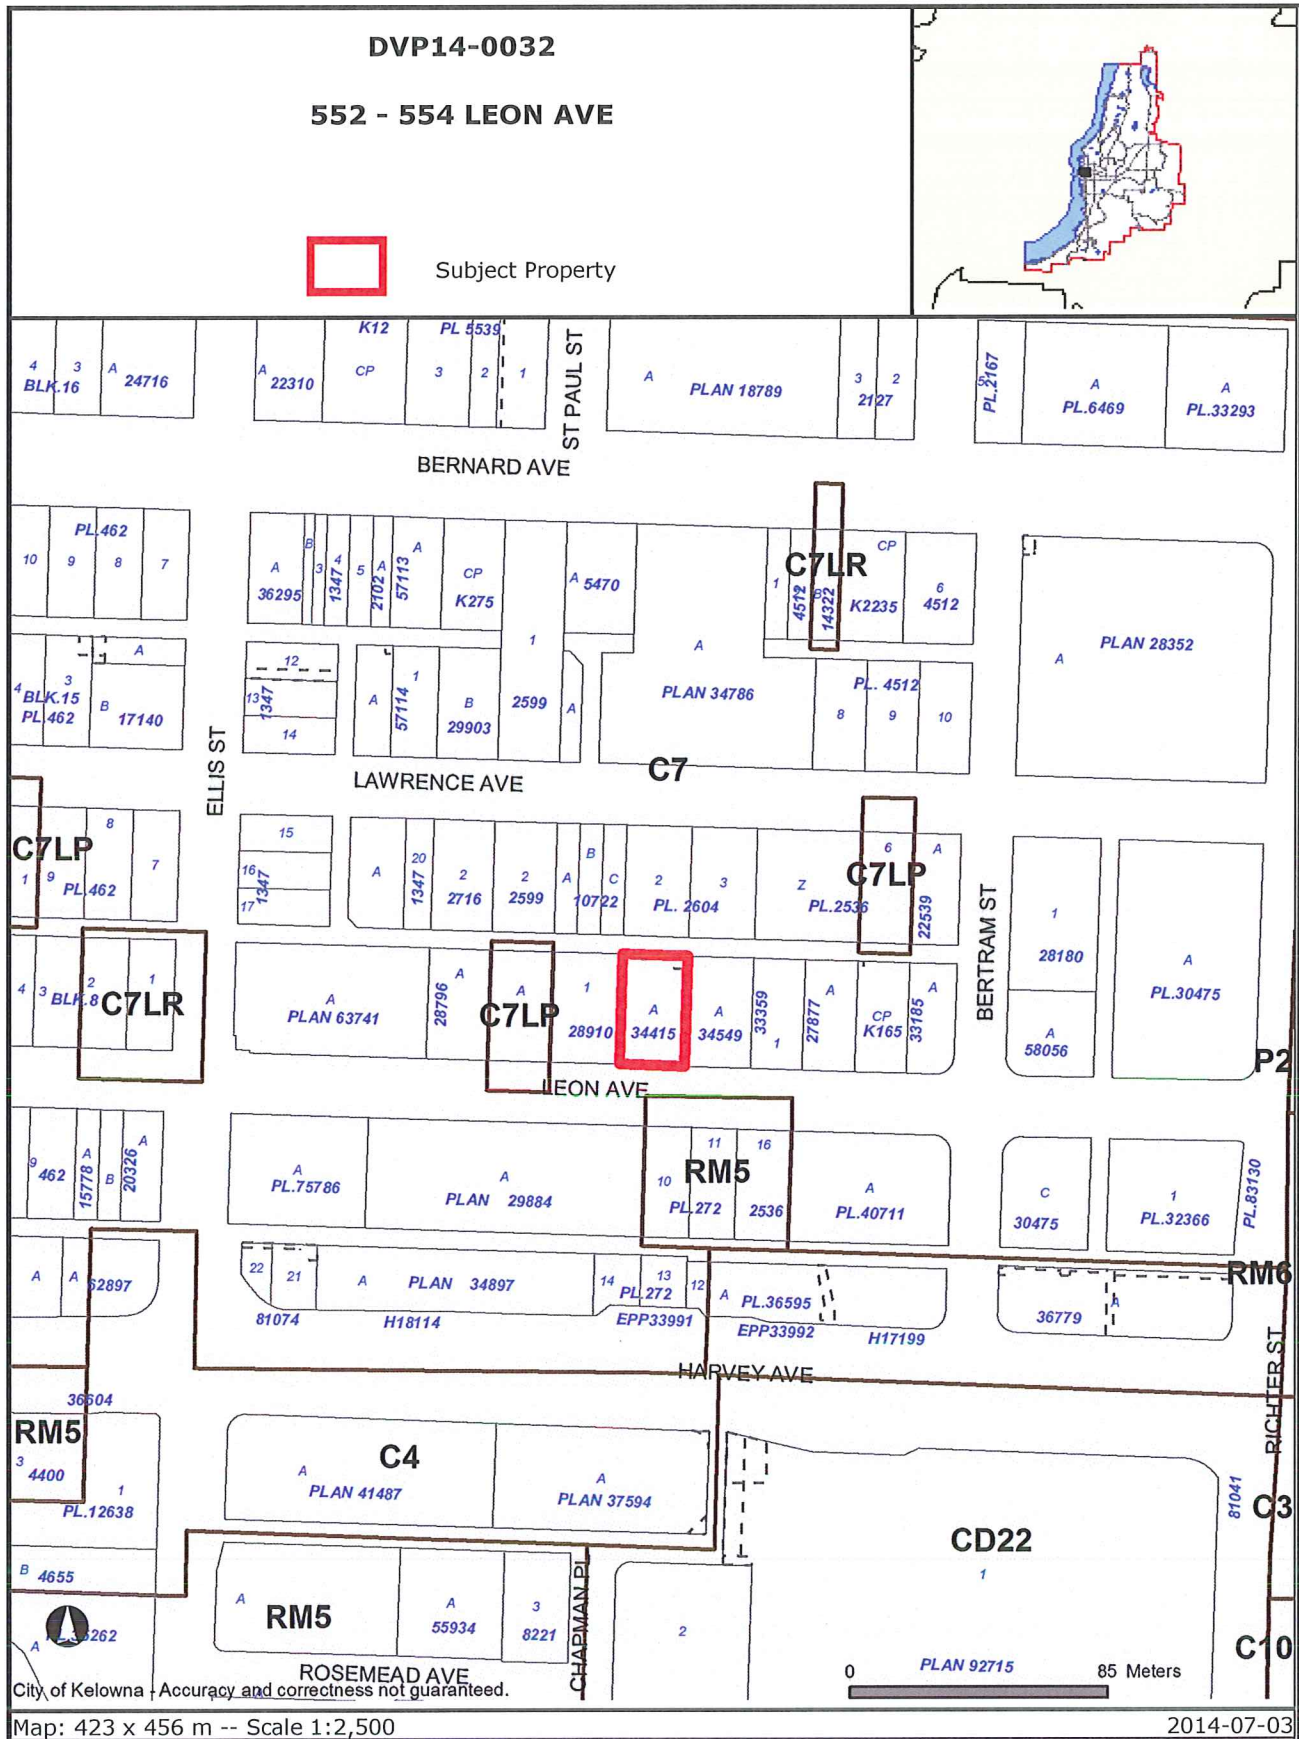 DVP14-0032
552 - 554 LEON AVE
Subject Property
K12
PL 5539
ST PAUL ST
4
3
A
24716
BLK.16
A
22310
CP
3
2
1
A
PLAN 18789
3
2
2127
5
PL.2167
A
PL.6469
A
PL.33293
BERNARD AVE
PL.462
10
9
8
7
A
36295
B
3
4
1347
5
A
2102
57113
A
CP
K275
A
5470
1
4512
C7LR
B
14322
CP
K2235
6
4512
PLAN 28352
A
A
4
3
BLK.15
PL.462
B
17140
12
13
1347
14
A
57114
1
B
29903
1
2599
A
A
PLAN 34786
PL. 4512
8
9
10
ELLIS ST
C7
LAWRENCE AVE
C7LP
1
9
8
PL.462
7
15
16
1347
17
A
20
1347
2
2716
2
2599
A
B
C
10722
2
3
PL. 2604
Z
PL.2536
6
C7LP
A
22539
BERTRAM ST
1
28180
A
PL.30475
4
3
BLK.8
2
1
C7LR
A
PLAN 63741
28796
A
A
C7LP
1
28910
A
34415
A
34549
33359
1
27877
A
CP
K165
33185
A
A
58056
P2
LEON AVE
9
462
A
15778
B
20326
A
A
PL.75786
A
PLAN 29884
11
16
RM5
10
PL.272
2536
A
PL.40711
C
30475
1
PL.32366
PL.83130
A
A
62897
22
21
A
PLAN 34897
14
13
PL.272
12
A
PL.36595
81074
H18114
EPP33991
EPP33992
H17199
36779
A
RM6
HARVEY AVE
RICHTER ST
36604
RM5
3
4400
1
PL.12638
C4
A
PLAN 41487
A
PLAN 37594
81041
C3
CD22
1
B
4655
A
RM5
A
55934
3
8221
CHAPMAN PL
2
PLAN 92715
C10
A
ROSEMEAD AVE
0
85 Meters
City of Kelowna - Accuracy and correctness not guaranteed.
Map: 423 x 456 m -- Scale 1:2,500
2014-07-03